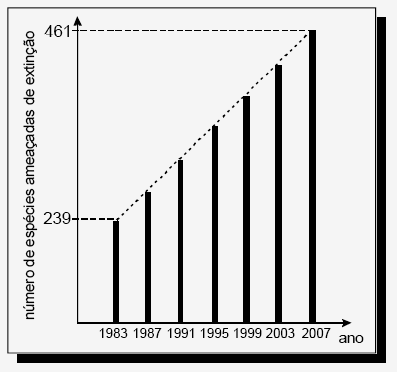 número de espécies ameaçadas de extinção
461
239
1983 1987 1991 1995 1999 2003 2007
ano